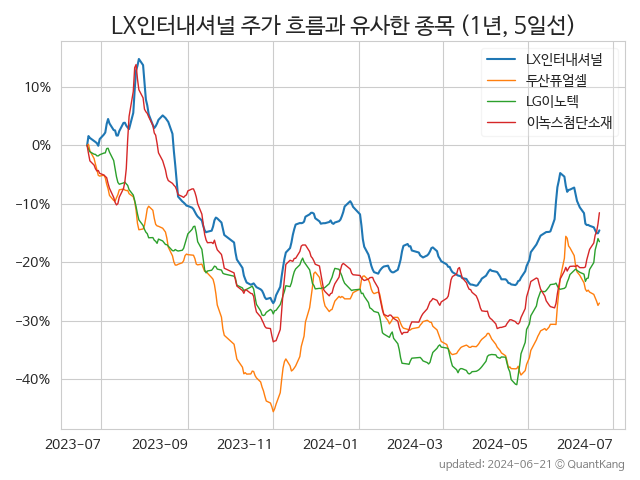 LX인터내셔널 주가 흐름과 유사한 종목 (1년, 5일선)
LX인터내셔널
두산퓨얼셀
LG이노텍
이녹스첨단소재
10%
0%
−10%
−20%
−30%
−40%
2023-07 2023-09 2023-11 2024-01 2024-03 2024-05 2024-07
updated: 2024-06-21 © QuantKang